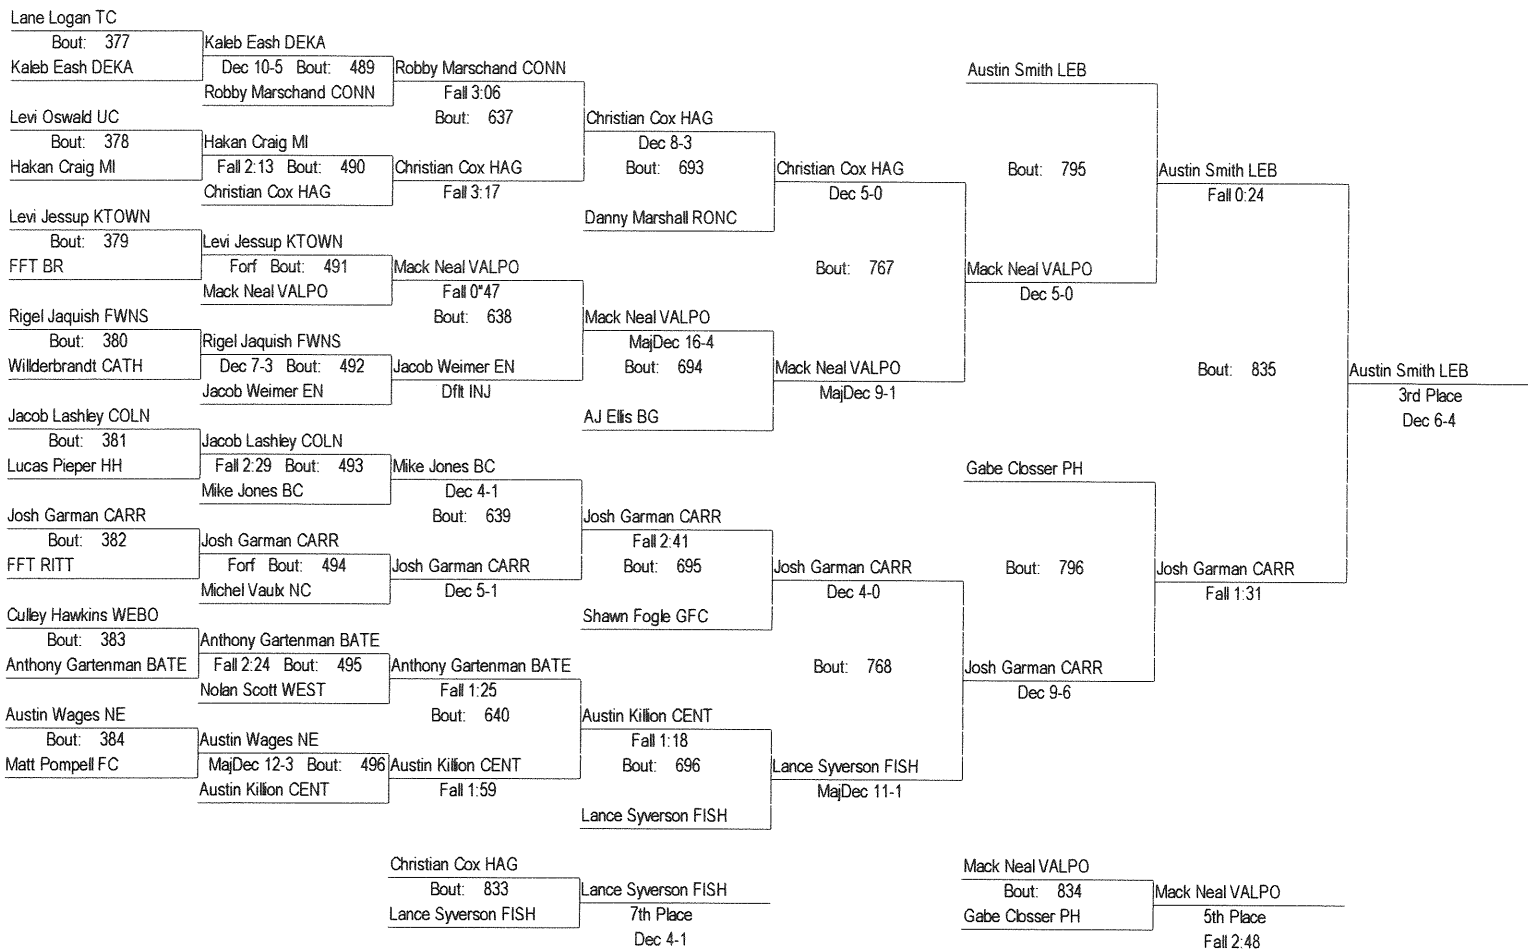 Lane Logan TC
Bout: 377
Kaleb Eash DEKA
Levi Oswald UC
Bout: 378
Hakan Craig MI
Levi Jessup KTOWN
Bout: 379
FFT BR
Rigel Jaquish FWNS
Bout: 380
Willderbrandt CATH
Jacob Lashley COLN
Bout: 381
Lucas Pieper HH
Josh Garman CARR
Bout: 382
FFT RITT
Culley Hawkins WEBO
Bout: 383
Anthony Gartenman BATE
Austin Wages NE
Bout: 384
Matt Pompell FC
Kaleb Eash DEKA
Dec 10-5 Bout: 489
Robby Marschand CONN
Hakan Craig MI
Fall 2:13 Bout: 490
Christian Cox HAG
Levi Jessup KTOWN
Forf Bout: 491
Mack Neal VALPO
Rigel Jaquish FWNS
Dec 7-3 Bout: 492
Jacob Weimer EN
Jacob Lashley COLN
Fall 2:29 Bout: 493
Mike Jones BC
Josh Garman CARR
Forf Bout: 494
Michel Vaulx NC
Anthony Gartenman BATE
Fall 2:24 Bout: 495
Nolan Scott WEST
Austin Wages NE
MajDec 12-3 Bout: 496
Austin Killion CENT
Robby Marschand CONN
Fall 3:06
Bout: 637
Christian Cox HAG
Fall 3:17
Mack Neal VALPO
Fall 0"47
Bout: 638
Jacob Weimer EN
Dflt INJ
Mike Jones BC
Dec 4-1
Bout: 639
Josh Garman CARR
Dec 5-1
Anthony Gartenman BATE
Fall 1:25
Bout: 640
Austin Killion CENT
Fall 1:59
Christian Cox HAG
Dec 8-3
Bout: 693
Danny Marshall RONC
Mack Neal VALPO
MajDec 16-4
Bout: 694
AJ Ellis BG
Josh Garman CARR
Fall 2:41
Bout: 695
Shawn Fogle GFC
Austin Killion CENT
Fall 1:18
Bout: 696
Lance Syverson FISH
Christian Cox HAG
Dec 5-0
Bout: 767
Mack Neal VALPO
MajDec 9-1
Josh Garman CARR
Dec 4-0
Bout: 768
Lance Syverson FISH
MajDec 11-1
Austin Smith LEB
Bout: 795
Mack Neal VALPO
Dec 5-0
Gabe Closser PH
Bout: 796
Josh Garman CARR
Dec 9-6
Austin Smith LEB
Fall 0:24
Bout: 835
Josh Garman CARR
Fall 1:31
Austin Smith LEB
3rd Place
Dec 6-4
Christian Cox HAG
Bout: 833
Lance Syverson FISH
Lance Syverson FISH
7th Place
Dec 4-1
Mack Neal VALPO
Bout: 834
Gabe Closser PH
Mack Neal VALPO
5th Place
Fall 2:48